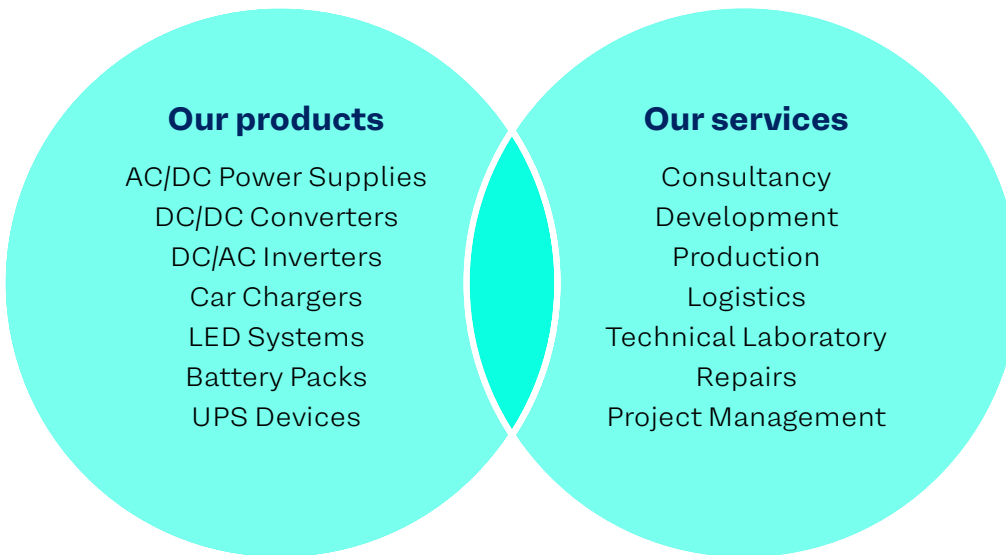 Our products
AC/DC Power Supplies
DC/DC Converters
DC/AC Inverters
Car Chargers
LED Systems
Battery Packs
UPS Devices
Our services
Consultancy
Development
Production
Logistics
Technical Laboratory
Repairs
Project Management